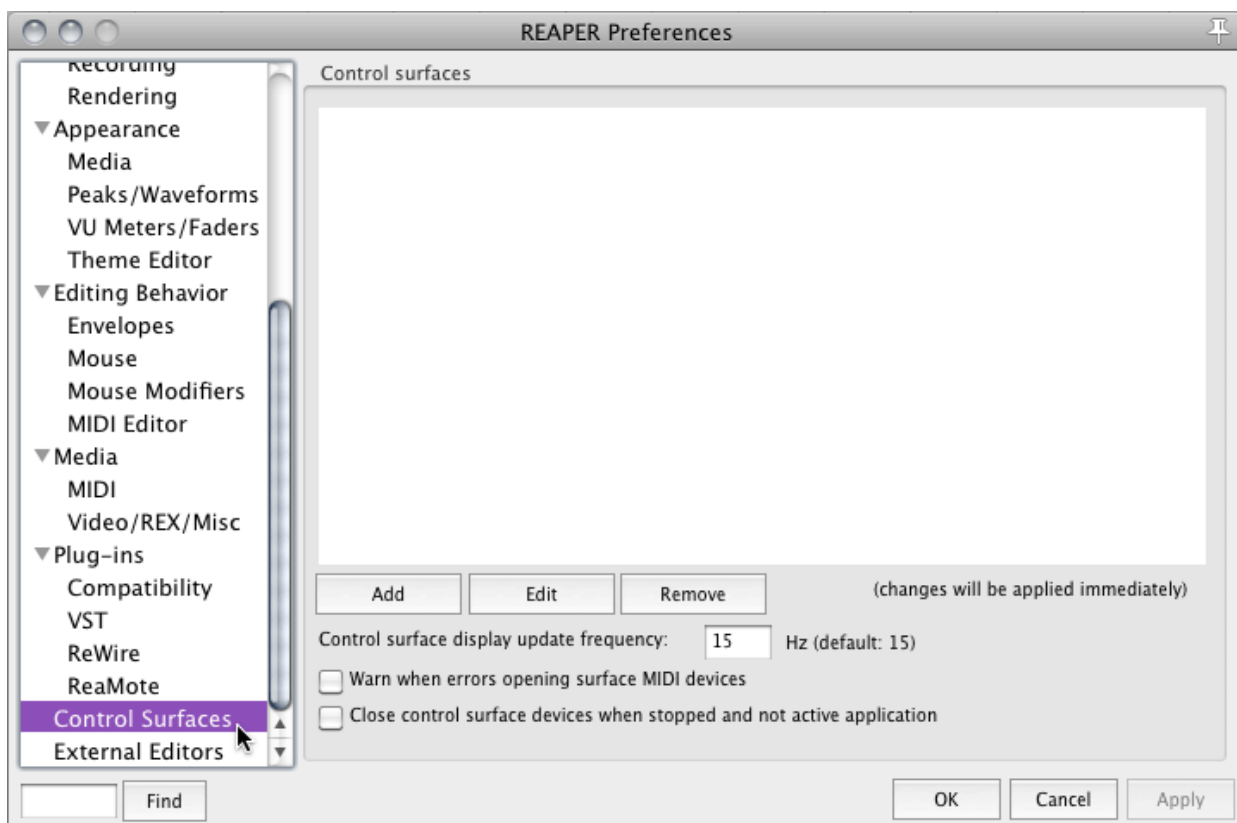 REAPER Preferences
Recording
Rendering
Appearance
Media
Peaks/Waveforms
VU Meters/Faders
Theme Editor
Editing Behavior
Envelopes
Mouse
Mouse Modifiers
MIDI Editor
Media
MIDI
Video/REX/Misc
Plug-ins
Compatibility
VST
ReWire
ReaMote
Control Surfaces
External Editors
Find
Control surfaces
Add Edit Remove (changes will be applied immediately)
Control surface display update frequency: 15 Hz (default: 15)
Warn when errors opening surface MIDI devices
Close control surface devices when stopped and not active application
OK Cancel Apply